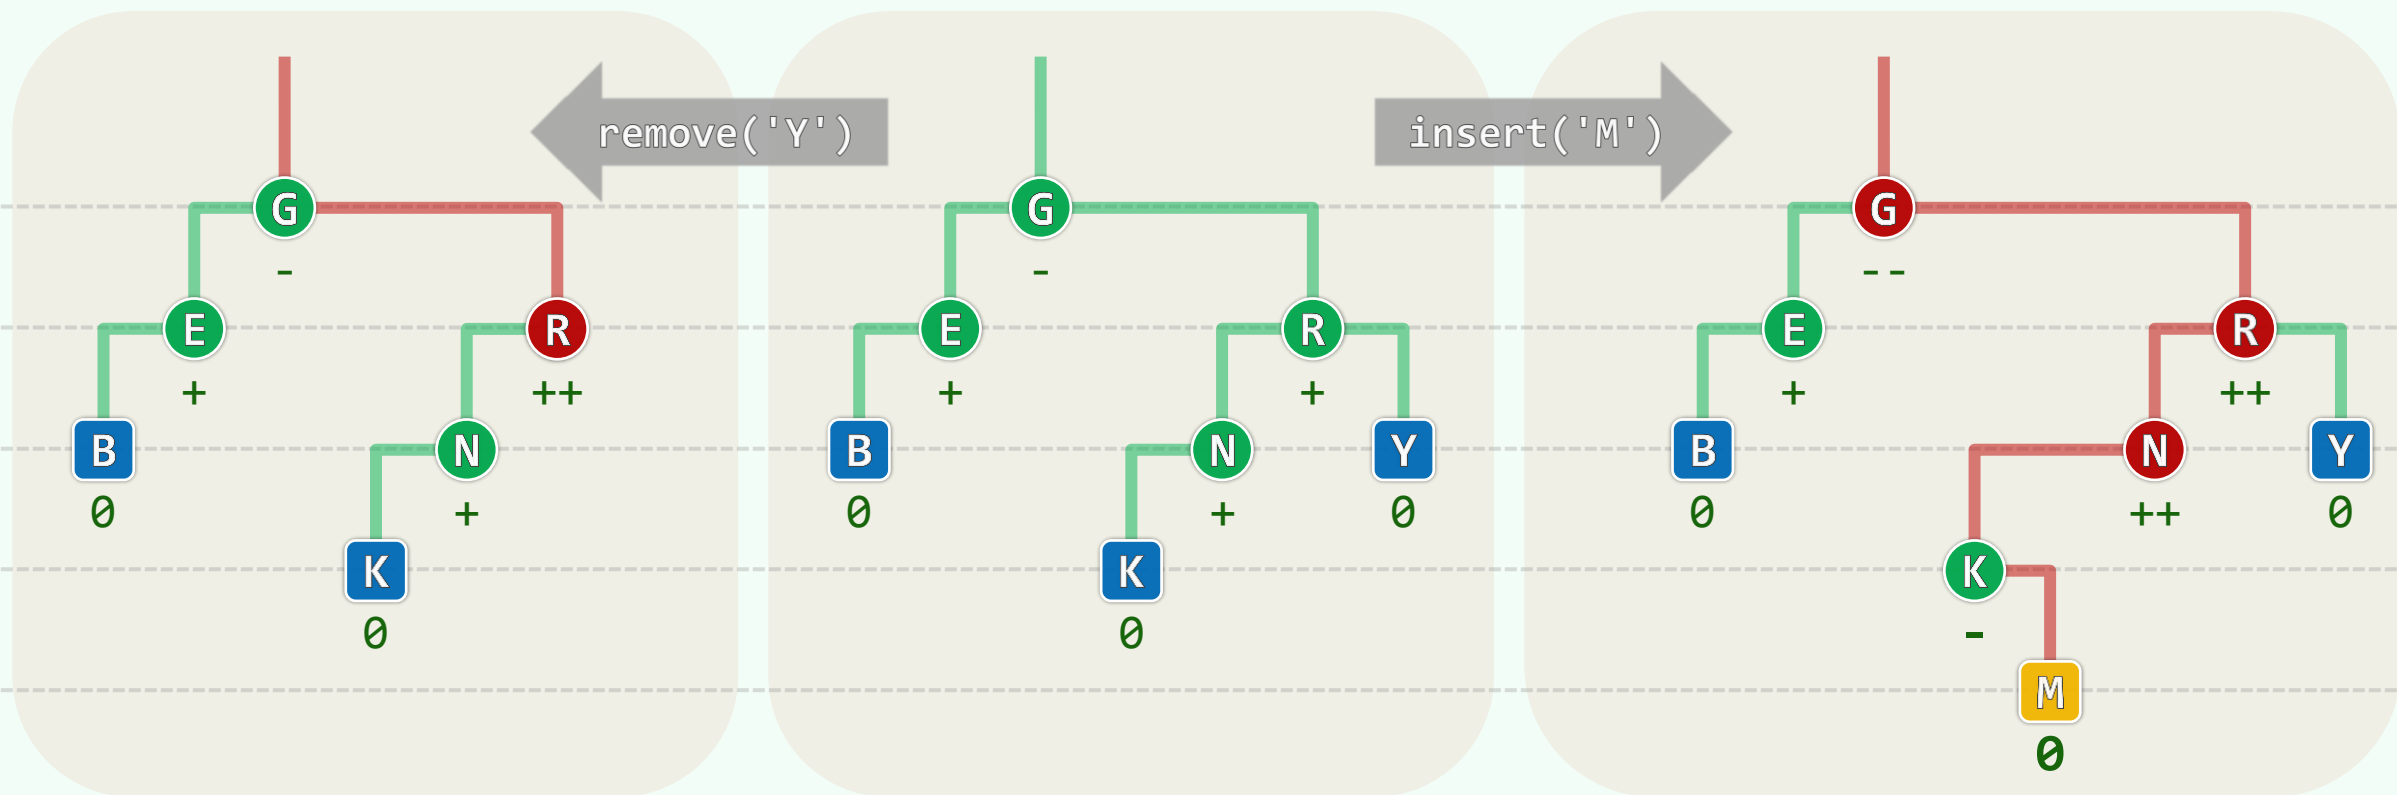 remove('Y')
insert('M')
G
G
G
-
-
--
E
R
E
R
E
R
+
++
+
+
+
++
B
N
B
N
Y
B
N
Y
0
+
0
+
0
0
++
0
K
K
K
0
0
-
M
0